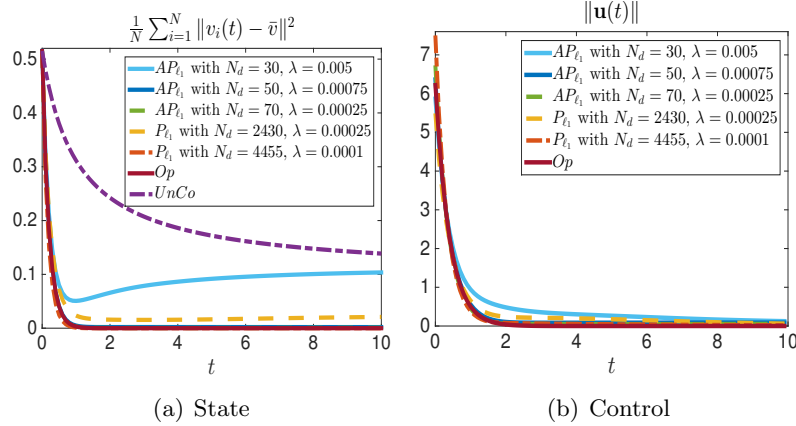 $\frac{1}{N}\sum_{i=1}^{N}\|v_i(t)-\bar{v}\|^2$
0.5
0.4
0.3
0.2
0.1
0
0 2 4 6 8 10
t
$AP_{\ell_1}$ with $N_d = 30$, $\lambda = 0.005$
$AP_{\ell_1}$ with $N_d = 50$, $\lambda = 0.00075$
$AP_{\ell_1}$ with $N_d = 70$, $\lambda = 0.00025$
$P_{\ell_1}$ with $N_d = 2430$, $\lambda = 0.00025$
$P_{\ell_1}$ with $N_d = 4455$, $\lambda = 0.0001$
Op
UnCo
(a) State
$\|\mathbf{u}(t)\|$
7
6
5
4
3
2
1
0
0 2 4 6 8 10
t
$AP_{\ell_1}$ with $N_d = 30$, $\lambda = 0.005$
$AP_{\ell_1}$ with $N_d = 50$, $\lambda = 0.00075$
$AP_{\ell_1}$ with $N_d = 70$, $\lambda = 0.00025$
$P_{\ell_1}$ with $N_d = 2430$, $\lambda = 0.00025$
$P_{\ell_1}$ with $N_d = 4455$, $\lambda = 0.0001$
Op
(b) Control